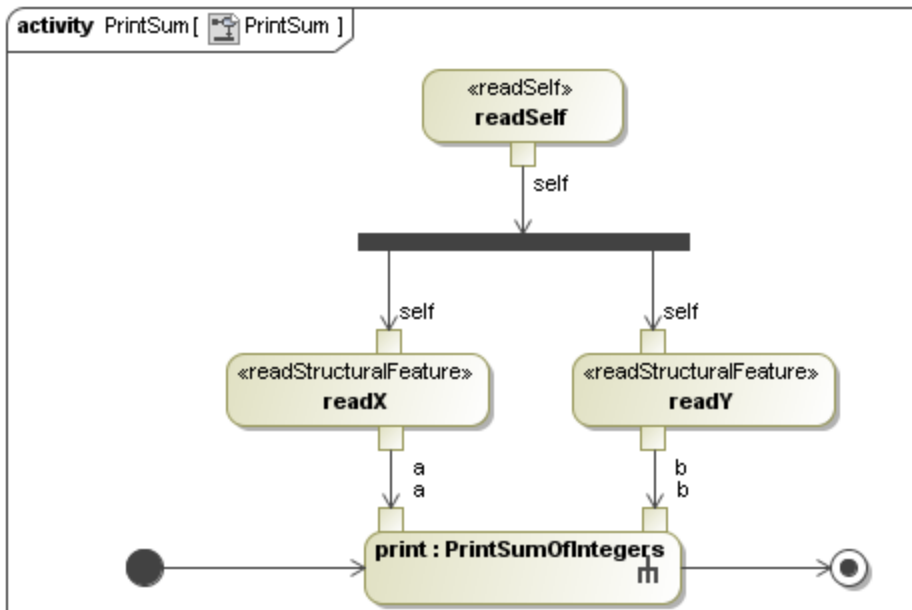 activity PrintSum[ PrintSum ]
«readSelf»
readSelf
self
self
self
«readStructuralFeature»
readX
«readStructuralFeature»
readY
a
a
b
b
print : PrintSumOfIntegers